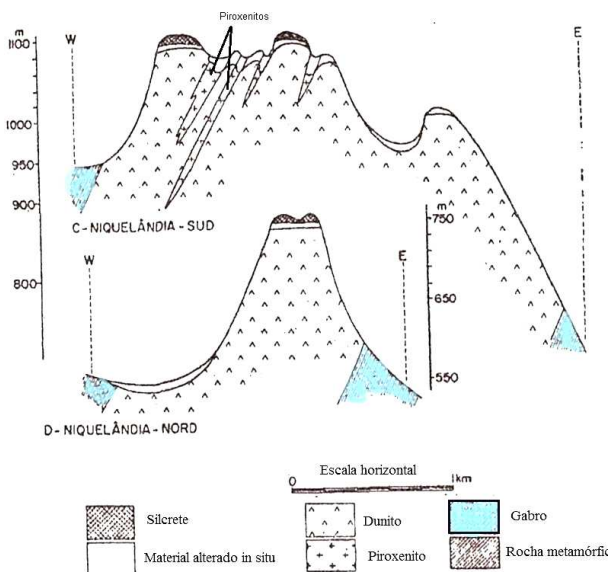 Piroxenitos
m
1100
W
E
1000
950
900
800
C-NIQUELÂNDIA-SUD
m
750
650
550
W
E
D-NIQUELÂNDIA-NORD
Escala horizontal
0 1km
Silcrete
Dunito
Gabro
Material alterado in situ
Piroxenito
Rocha metamórfic